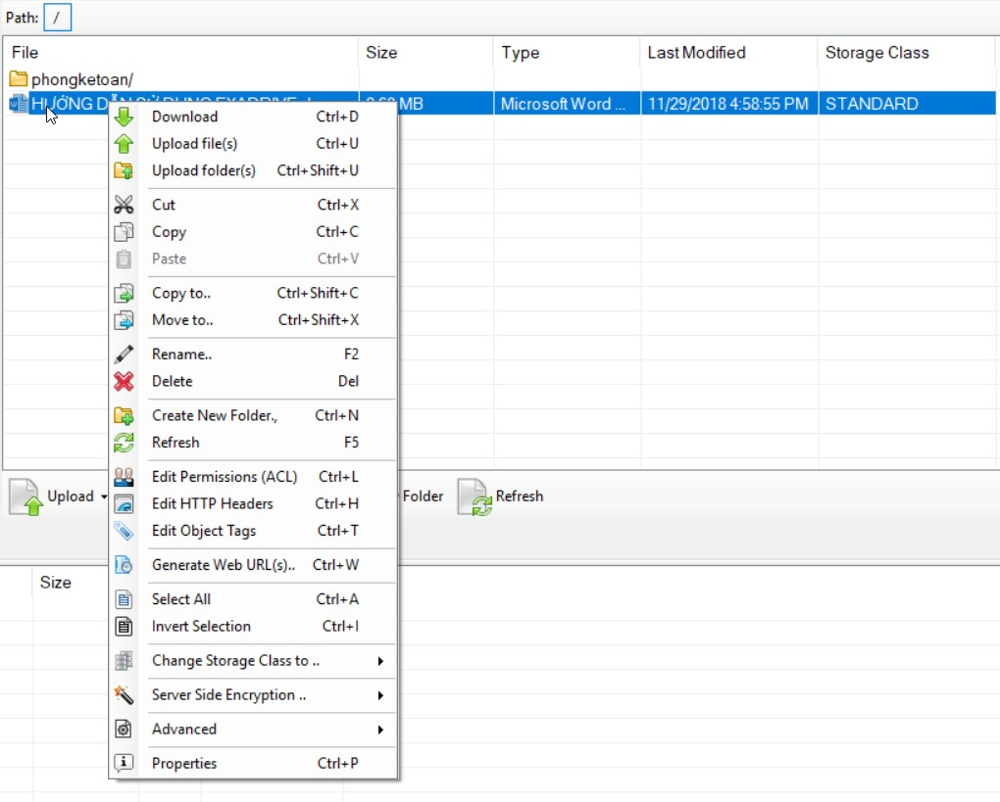 Path: /
File Size Type Last Modified Storage Class
phongketoan/
HƯỚNG DẪN SỬ DỤNG EXADRIVE MB Microsoft Word ... 11/29/2018 4:58:55 PM STANDARD
Download Ctrl+D
Upload file(s) Ctrl+U
Upload folder(s) Ctrl+Shift+U
Cut Ctrl+X
Copy Ctrl+C
Paste Ctrl+V
Copy to.. Ctrl+Shift+C
Move to.. Ctrl+Shift+X
Rename.. F2
Delete Del
Create New Folder., Ctrl+N
Refresh F5
Edit Permissions (ACL) Ctrl+L
Upload Folder Refresh
Edit HTTP Headers Ctrl+H
Edit Object Tags Ctrl+T
Generate Web URL(s).. Ctrl+W
Size
Select All Ctrl+A
Invert Selection Ctrl+I
Change Storage Class to ..
Server Side Encryption ..
Advanced
Properties Ctrl+P